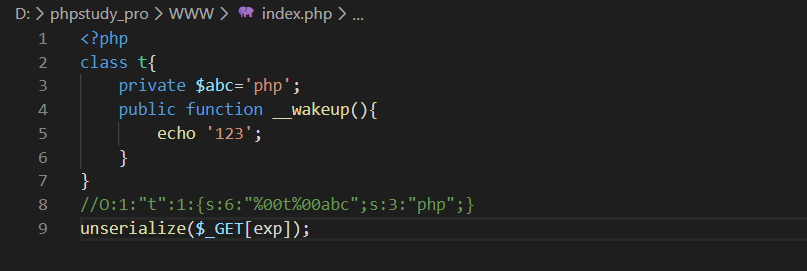 D: > phpstudy_pro > WWW > index.php > ...
1 <?php
2 class t{
3     private $abc='php';
4     public function __wakeup(){
5         echo '123';
6     }
7 }
8 //O:1:"t":1:{s:6:"%00t%00abc";s:3:"php";}
9 unserialize($_GET[exp]);